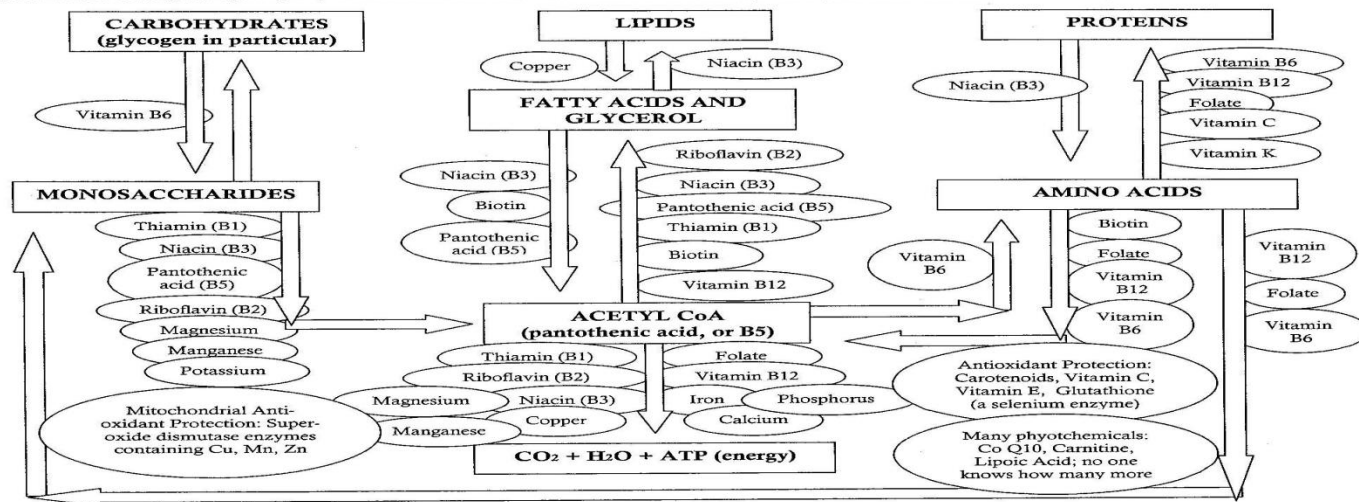 CARBOHYDRATES
(glycogen in particular)
LIPIDS
PROTEINS
Copper
Niacin (B3)
Vitamin B6
FATTY ACIDS AND
GLYCEROL
Niacin (B3)
Vitamin B6
Vitamin B12
Folate
Vitamin C
Vitamin K
MONOSACCHARIDES
AMINO ACIDS
Niacin (B3)
Biotin
Pantothenic
acid (B5)
Riboflavin (B2)
Niacin (B3)
Pantothenic acid (B5)
Thiamin (B1)
Biotin
Vitamin B12
Thiamin (B1)
Niacin (B3)
Pantothenic
acid (B5)
Riboflavin (B2)
Magnesium
Manganese
Potassium
Vitamin
B6
Biotin
Folate
Vitamin
B12
Vitamin
B6
Vitamin
B12
Folate
Vitamin
B6
ACETYL CoA
(pantothenic acid, or B5)
Thiamin (B1)
Riboflavin (B2)
Magnesium
Niacin (B3)
Manganese
Copper
Folate
Vitamin B12
Iron
Phosphorus
Calcium
Mitochondrial Anti-
oxidant Protection: Super-
oxide dismutase enzymes
containing Cu, Mn, Zn
Antioxidant Protection:
Carotenoids, Vitamin C,
Vitamin E, Glutathione
(a selenium enzyme)
Many phyotchemicals:
Co Q10, Carnitine,
Lipoic Acid; no one
knows how many more
CO2 + H2O + ATP (energy)